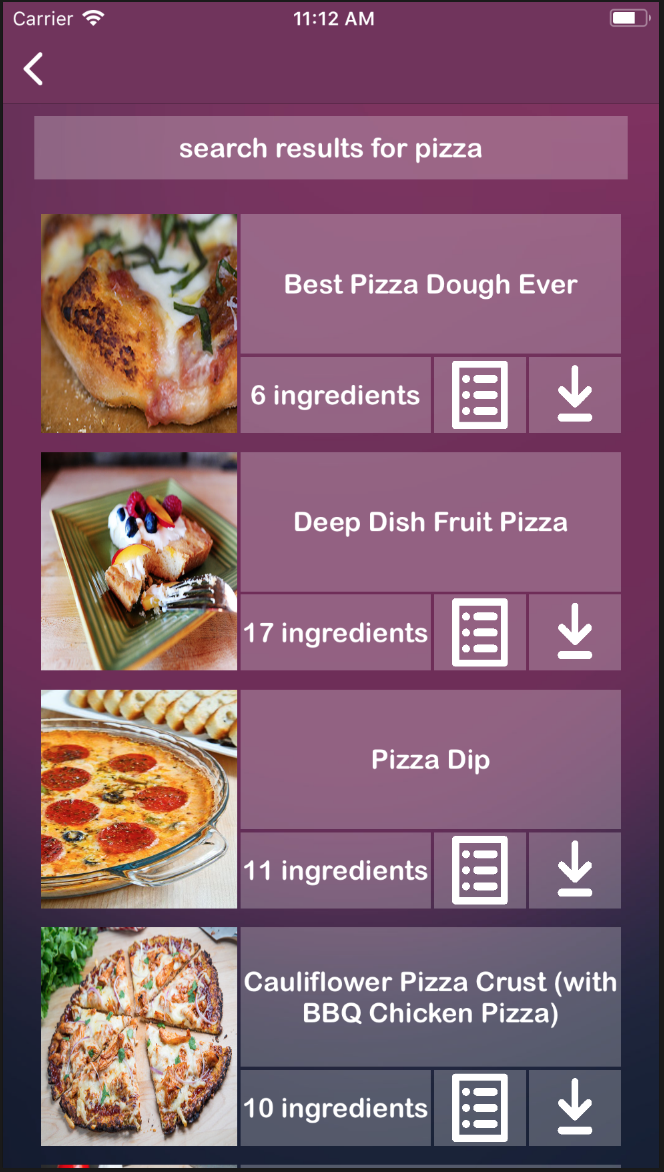 Carrier 11:12 AM
search results for pizza
Best Pizza Dough Ever
6 ingredients
Deep Dish Fruit Pizza
17 ingredients
Pizza Dip
11 ingredients
Cauliflower Pizza Crust (with
BBQ Chicken Pizza)
10 ingredients